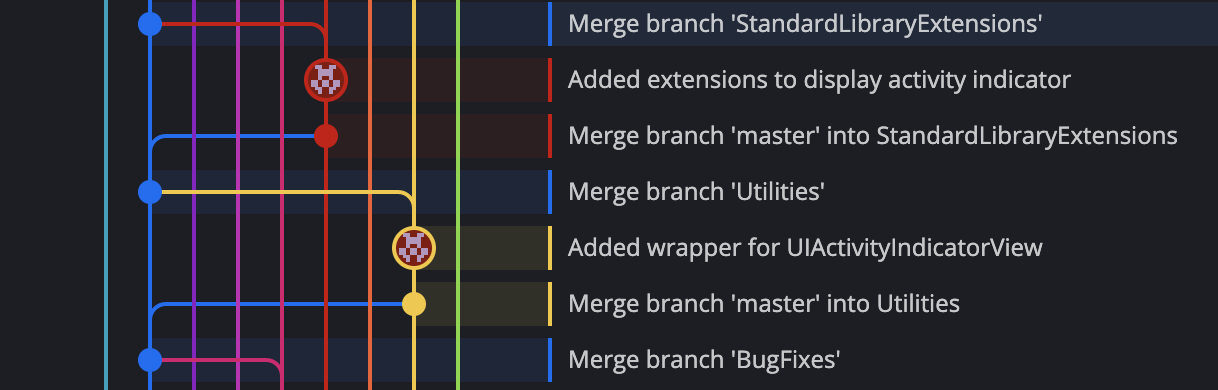 Merge branch 'StandardLibraryExtensions'
Added extensions to display activity indicator
Merge branch 'master' into StandardLibraryExtensions
Merge branch 'Utilities'
Added wrapper for UIActivityIndicatorView
Merge branch 'master' into Utilities
Merge branch 'BugFixes'